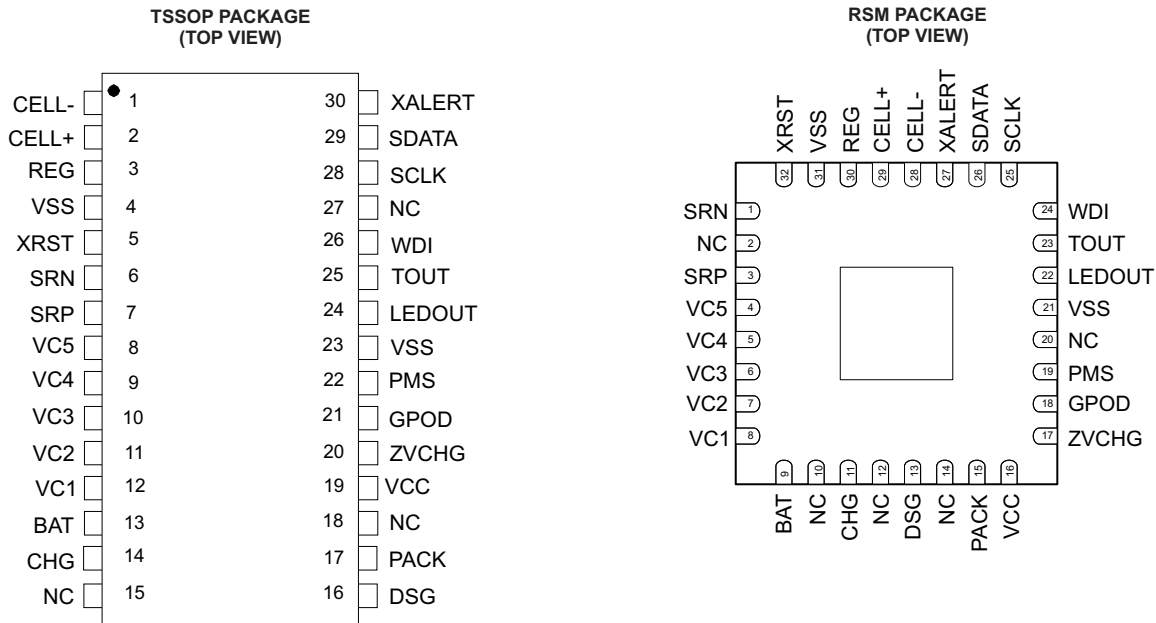 TSSOP PACKAGE
(TOP VIEW)
CELL- 1 30 XALERT
CELL+ 2 29 SDATA
REG 3 28 SCLK
VSS 4 27 NC
XRST 5 26 WDI
SRN 6 25 TOUT
SRP 7 24 LEDOUT
VC5 8 23 VSS
VC4 9 22 PMS
VC3 10 21 GPOD
VC2 11 20 ZVCHG
VC1 12 19 VCC
BAT 13 18 NC
CHG 14 17 PACK
NC 15 16 DSG
RSM PACKAGE
(TOP VIEW)
XRST VSS REG CELL+ CELL- XALERT SDATA SCLK
32 31 30 29 28 27 26 25
SRN 1 24 WDI
NC 2 23 TOUT
SRP 3 22 LEDOUT
VC5 4 21 VSS
VC4 5 20 NC
VC3 6 19 PMS
VC2 7 18 GPOD
VC1 8 17 ZVCHG
9 10 11 12 13 14 15 16
BAT NC CHG NC DSG NC PACK VCC